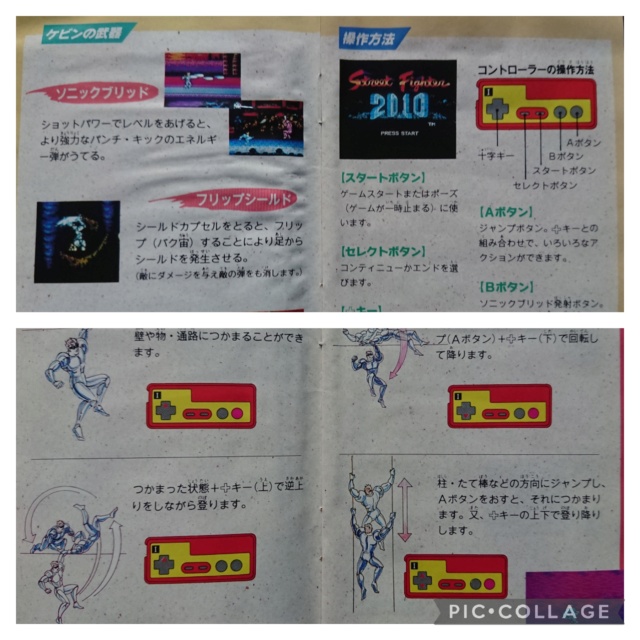 ケビンの武器
ソニックブリッド
ショットパワーでレベルをあげると、
より強力なパンチ・キックのエネルギ
ー弾がうてる。
フリップシールド
シールドカプセルをとると、フリッ
プ(バク宙)することにより足から
シールドを発生させる。
(敵にダメージを与え敵の弾をも消します。)
操作方法
Street Fighter
2010
TM
PRESS START
コントローラーの操作方法
I
Aボタン
Bボタン
十字キー
スタートボタン
セレクトボタン
【スタートボタン】
ゲームスタートまたはポーズ
(ゲームが一時止まる)に使
います。
【セレクトボタン】
コンティニューかエンドを選
びます。
【Aボタン】
ジャンプボタン。✚キーとの
組み合わせで、いろいろなア
クションができます。
【Bボタン】
ソニックブリッド発射ボタン。
壁や物・通路につかまることができ
ます。
I
つかまった状態+✚キー(上)で逆上
りをしながら登ります。
I
プ(Aボタン)+✚キー(下)で回転し
て降ります。
I
柱・たて棒などの方向にジャンプし、
Aボタンをおすと、それにつかまり
ます。又、✚キーの上下で登り降り
します。
I
PIC•COLLAGE